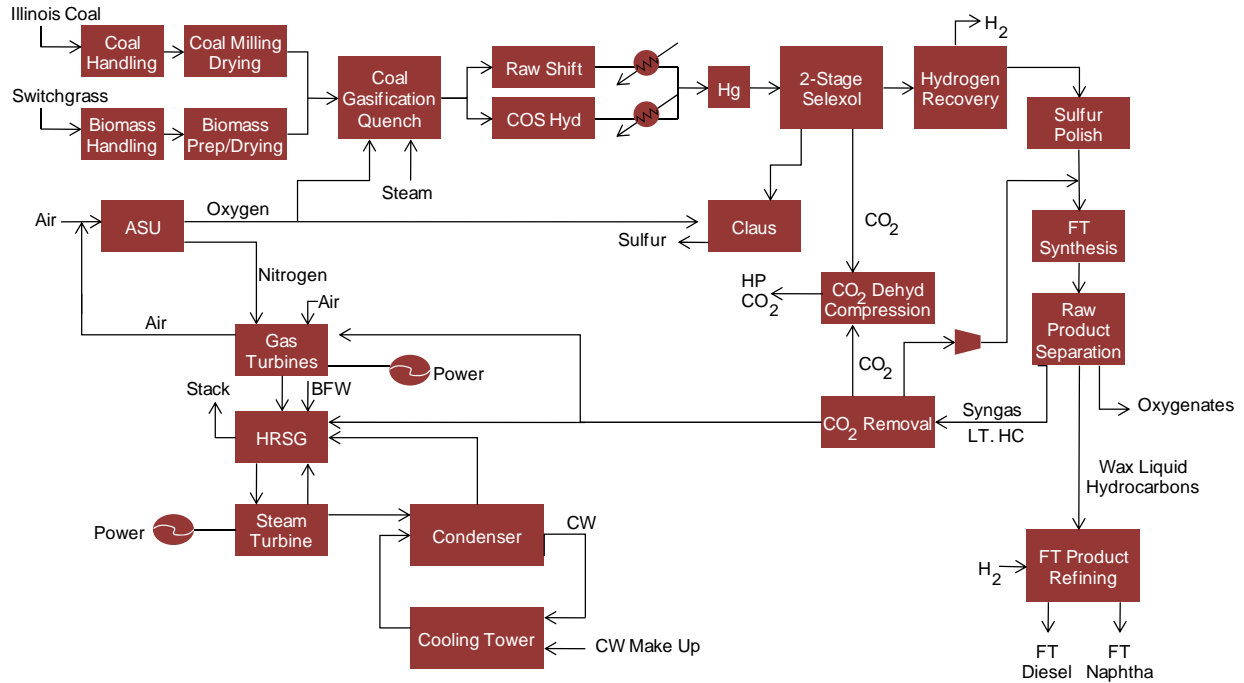 Illinois Coal
Coal
Handling
Coal Milling
Drying
Switchgrass
Biomass
Handling
Biomass
Prep/Drying
Coal
Gasification
Quench
Steam
Raw Shift
COS Hyd
Hg
2-Stage
Selexol
H2
Hydrogen
Recovery
Sulfur
Polish
Air
ASU
Oxygen
Nitrogen
Claus
Sulfur
CO2
FT
Synthesis
HP
CO2
CO2 Dehyd
Compression
Raw
Product
Separation
Air
Air
Gas
Turbines
Power
CO2
Stack
BFW
HRSG
CO2 Removal
Syngas
LT. HC
Oxygenates
Wax Liquid
Hydrocarbons
Power
Steam
Turbine
Condenser
CW
Cooling Tower
CW Make Up
H2
FT Product
Refining
FT
Diesel
FT
Naphtha